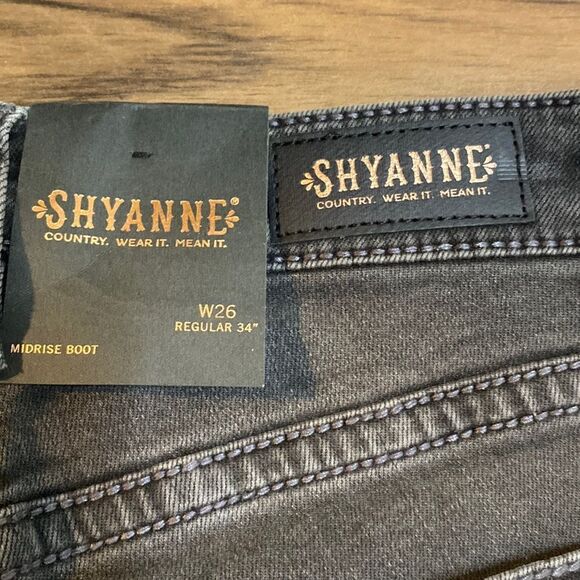 SHYANNE®
COUNTRY. WEAR IT. MEAN IT.
W26
REGULAR 34"
MIDRISE BOOT
SHYANNE
COUNTRY. WEAR IT. MEAN IT.